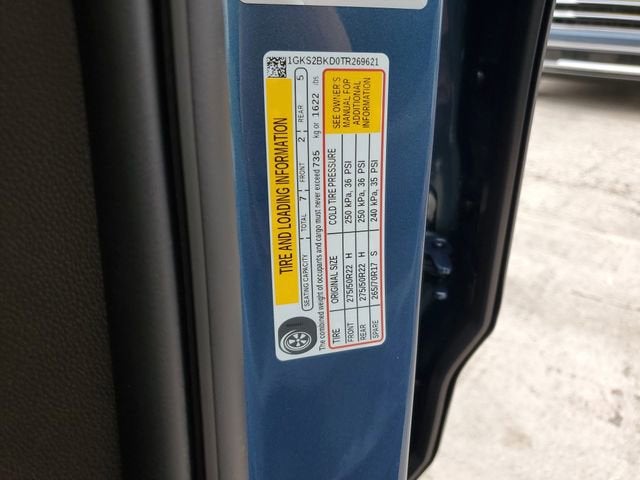 1GKS2BKD0TR269621
TIRE AND LOADING INFORMATION
SEATING CAPACITY TOTAL 7 FRONT 2 REAR 5
The combined weight of occupants and cargo must never exceed 735 kg or 1622 lbs
TIRE ORIGINAL SIZE COLD TIRE PRESSURE
FRONT 275/50R22 H 250 kPa, 36 PSI
REAR 275/50R22 H 250 kPa, 36 PSI
SPARE 265/70R17 S 240 kPa, 35 PSI
SEE OWNER'S
MANUAL FOR
ADDITIONAL
INFORMATION